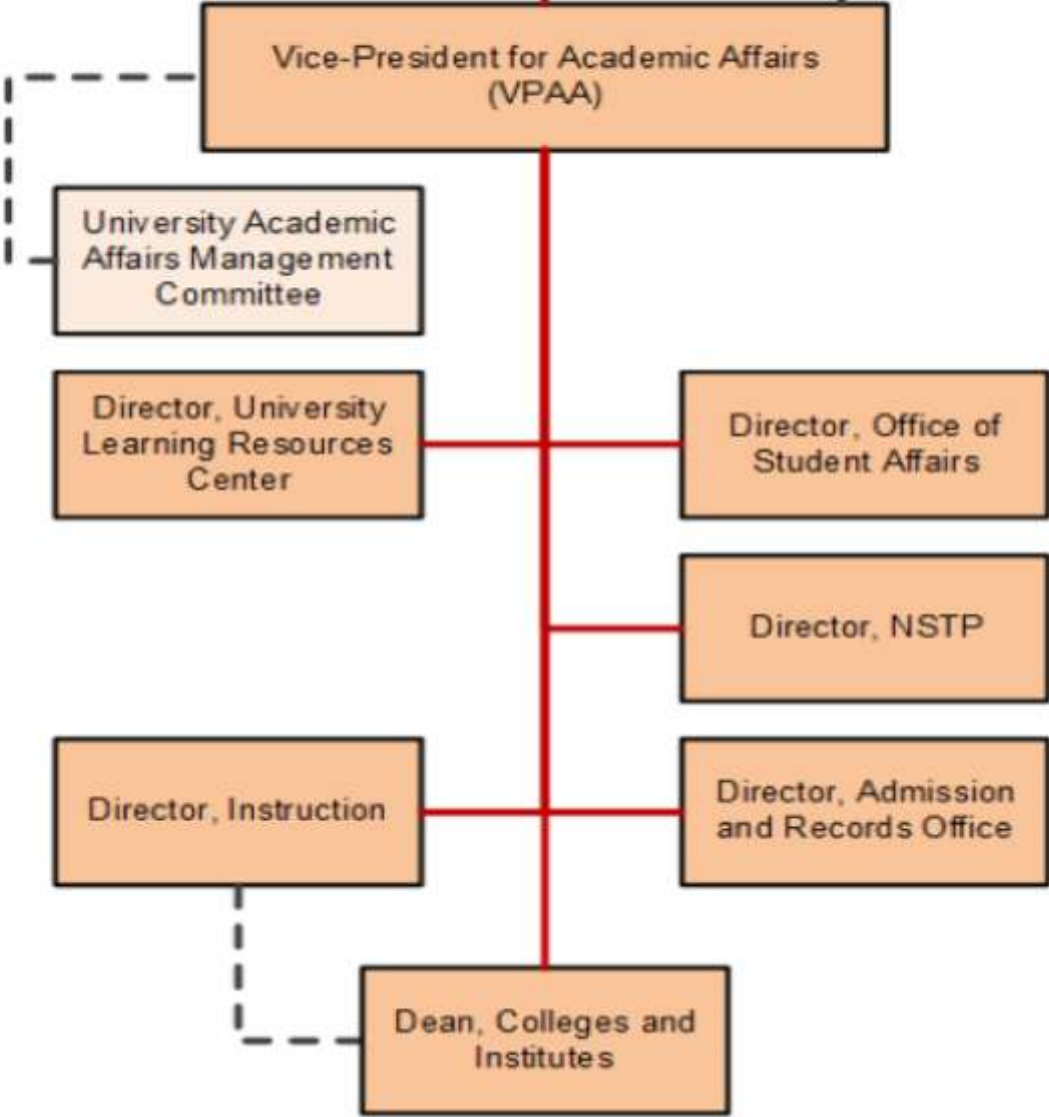 Vice-President for Academic Affairs
(VPAA)
University Academic
Affairs Management
Committee
Director, University
Learning Resources
Center
Director, Office of
Student Affairs
Director, NSTP
Director, Instruction
Director, Admission
and Records Office
Dean, Colleges and
Institutes